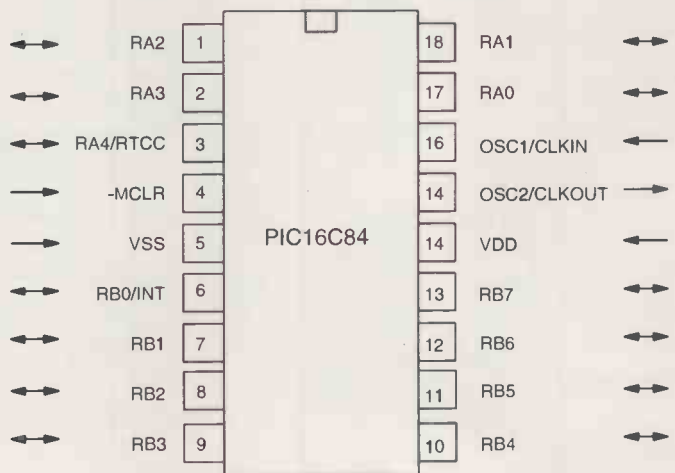 RA2 1 18 RA1
RA3 2 17 RA0
RA4/RTCC 3 16 OSC1/CLKIN
-MCLR 4 14 OSC2/CLKOUT
VSS 5 PIC16C84 14 VDD
RB0/INT 6 13 RB7
RB1 7 12 RB6
RB2 8 11 RB5
RB3 9 10 RB4